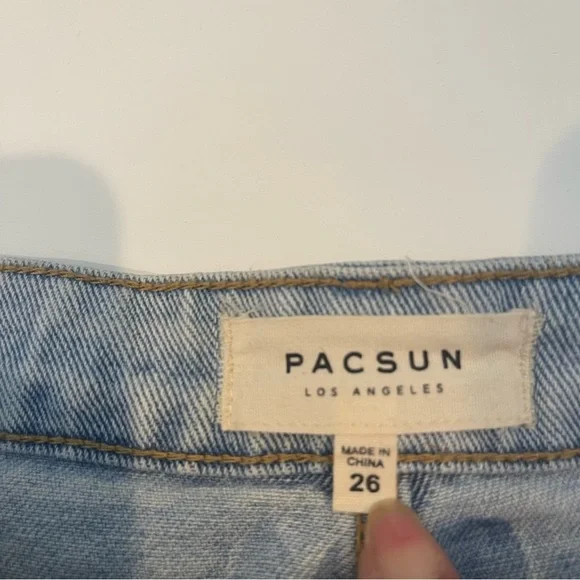 PACSUN
LOS ANGELES
MADE IN
CHINA
26